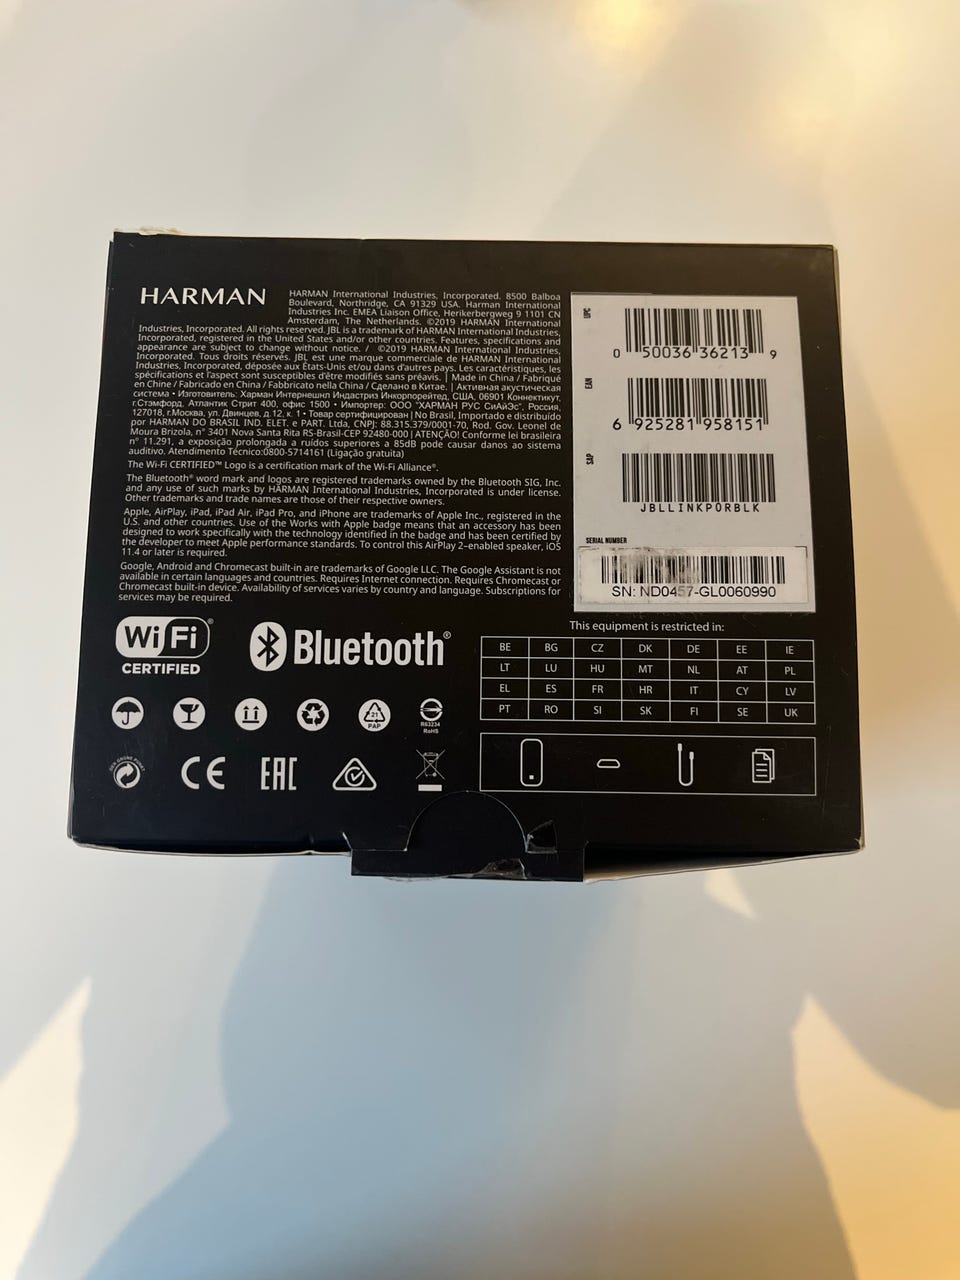 HARMAN
HARMAN International Industries, Incorporated. 8500 Balboa
Boulevard, Northridge, CA 91329 USA. Harman International
Industries Inc. EMEA Liaison Office, Herikerbergweg 9 1101 CN
Amsterdam, The Netherlands. ©2019 HARMAN International
Industries, Incorporated. All rights reserved. JBL is a trademark of HARMAN International Industries,
Incorporated, registered in the United States and/or other countries. Features, specifications and
appearance are subject to change without notice. / ©2019 HARMAN International Industries,
Incorporated. Tous droits réservés. JBL est une marque commerciale de HARMAN International
Industries, Incorporated, déposée aux États-Unis et/ou dans d'autres pays. Les caractéristiques, les
spécifications et l'aspect sont susceptibles d'être modifiés sans préavis. | Made in China / Fabriqué
en Chine / Fabricado en China / Fabbricato nella China / Сделано в Китае. | Активная акустическая
система • Изготовитель: Харман Интернешнл Индастриз Инкорпорейтед, США, 06901 Коннектикут,
г.Стэмфорд, Атлантик Стрит 400, офис 1500 • Импортер: ООО "ХАРМАН РУС СиАйЭс", Россия,
127018, г.Москва, ул. Двинцев, д.12, к. 1 • Товар сертифицирован | No Brasil, Importado e distribuído
por HARMAN DO BRASIL IND. ELET. e PART. Ltda, CNPJ: 88.315.379/0001-70, Rod. Gov. Leonel de
Moura Brizola, n° 3401 Nova Santa Rita RS-Brasil-CEP 92480-000 | ATENÇÃO! Conforme lei brasileira
n° 11.291, a exposição prolongada a ruídos superiores a 85dB pode causar danos ao sistema
auditivo. Atendimento Técnico:0800-5714161 (Ligação gratuita)
The Wi-Fi CERTIFIED™ Logo is a certification mark of the Wi-Fi Alliance®.
The Bluetooth® word mark and logos are registered trademarks owned by the Bluetooth SIG, Inc.
and any use of such marks by HARMAN International Industries, Incorporated is under license.
Other trademarks and trade names are those of their respective owners.
Apple, AirPlay, iPad, iPad Air, iPad Pro, and iPhone are trademarks of Apple Inc., registered in the
U.S. and other countries. Use of the Works with Apple badge means that an accessory has been
designed to work specifically with the technology identified in the badge and has been certified by
the developer to meet Apple performance standards. To control this AirPlay 2–enabled speaker, iOS
11.4 or later is required.
Google, Android and Chromecast built-in are trademarks of Google LLC. The Google Assistant is not
available in certain languages and countries. Requires Internet connection. Requires Chromecast or
Chromecast built-in device. Availability of services varies by country and language. Subscriptions for
services may be required.
UPC
0 50036 36213 9
EAN
6 925281 958151
SAP
JBLLINKPORBLK
SERIAL NUMBER
SN: ND0457-GL0060990
This equipment is restricted in:
BE BG CZ DK DE EE IE
LT LU HU MT NL AT PL
EL ES FR HR IT CY LV
PT RO SI SK FI SE UK
Wi Fi®
CERTIFIED
Bluetooth®
21
PAP
R63234
RoHS
DER GRÜNE PUNKT
CE
EAC